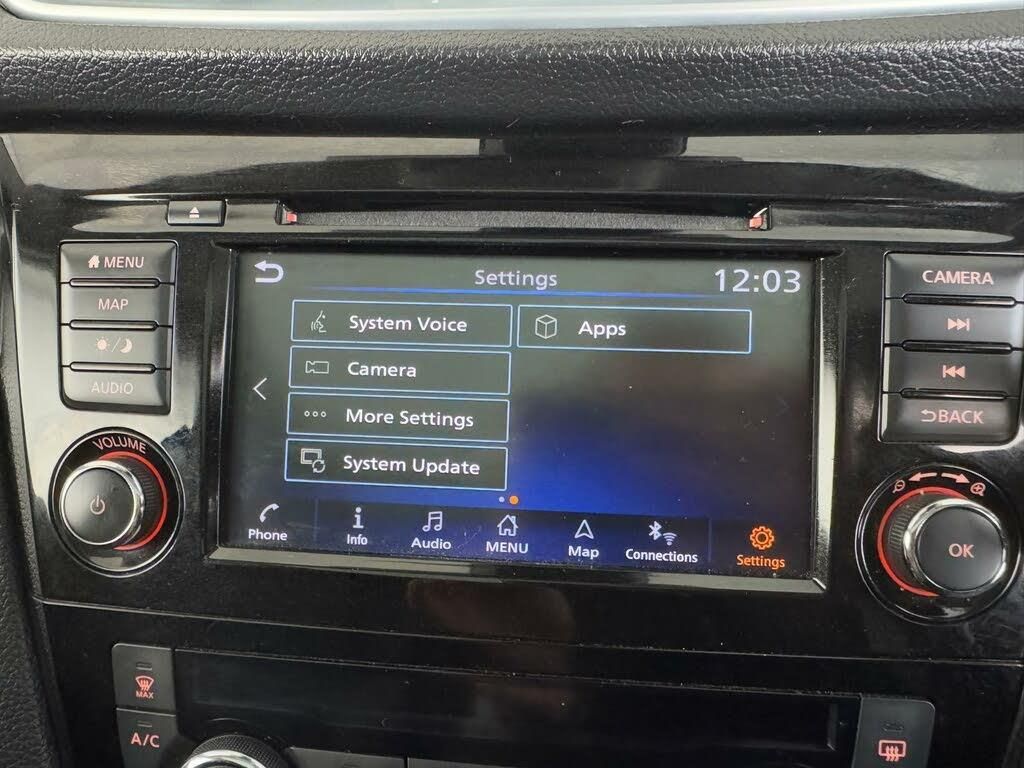 MENU
MAP
AUDIO
VOLUME
Settings
12:03
System Voice
Apps
Camera
More Settings
System Update
Phone
Info
Audio
MENU
Map
Connections
Settings
CAMERA
BACK
OK
MAX
A/C